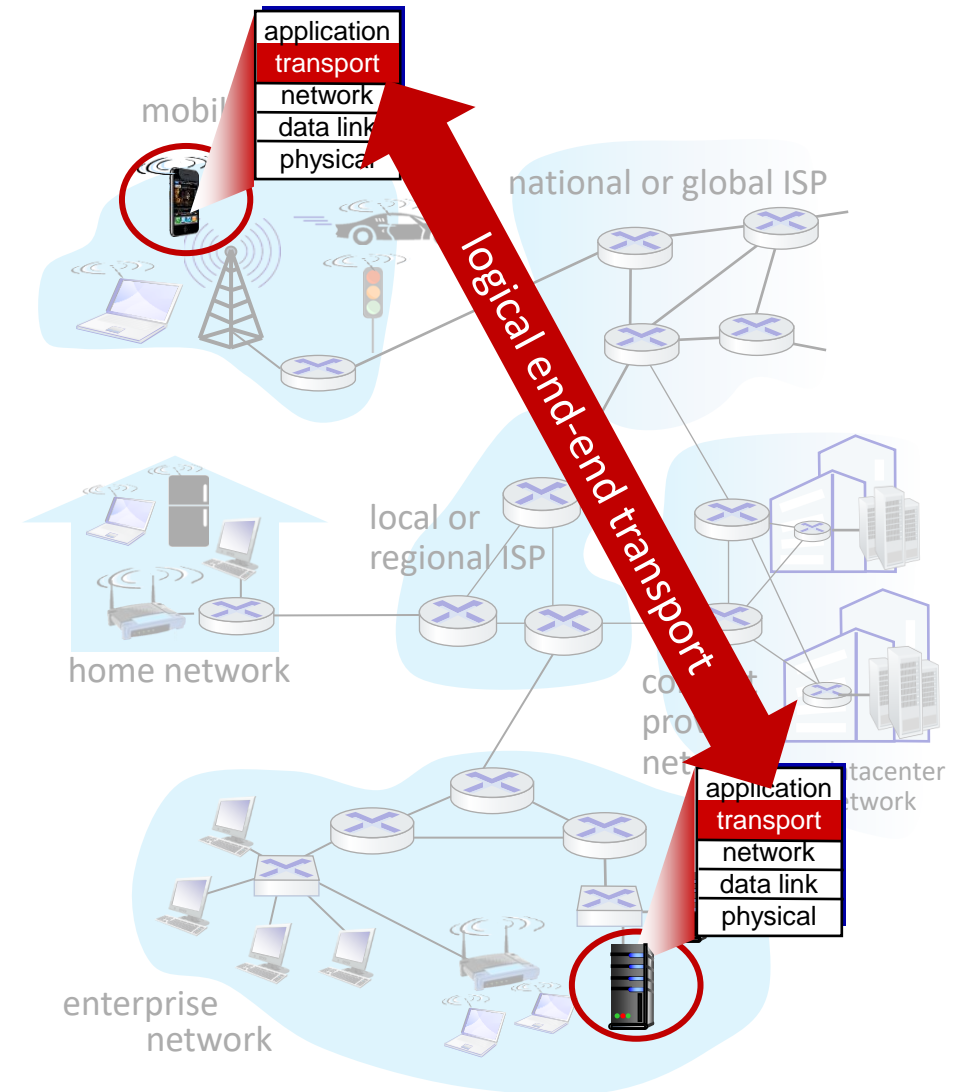 application
transport
network
data link
physical
national or global ISP
logical end-end transport
local or
regional ISP
home network
application
transport
network
data link
physical
network
enterprise
network